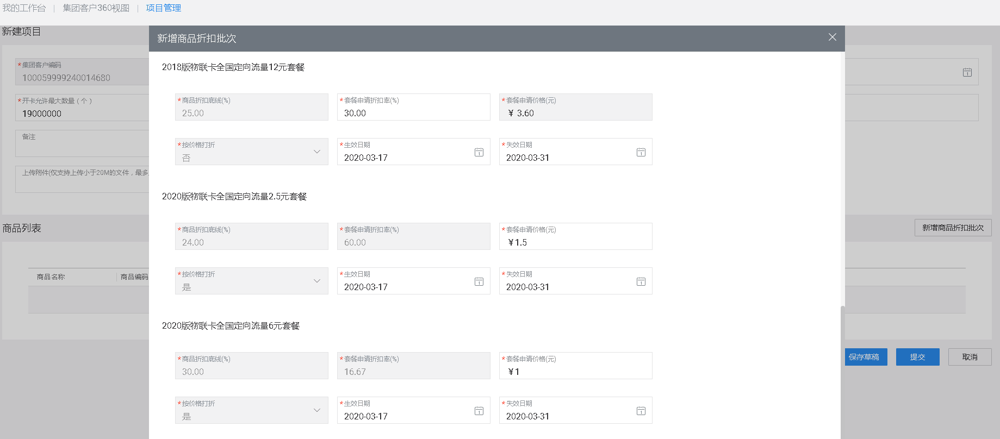 我的工作台 | 集团客户360视图 | 项目管理
新建项目
*集团客户编码
100059999240014680
*开卡允许最大数量（个）
19000000
备注
上传附件(仅支持上传小于20M的文件，最多
商品列表
新增商品折扣批次
商品名称 商品编码
保存草稿 提交 取消
新增商品折扣批次
2018版物联卡全国定向流量12元套餐
*商品折扣底线(%) *套餐申请折扣率(%) *套餐申请价格(元)
25.00 30.00 ¥ 3.60
*按价格打折 *生效日期 *失效日期
否 2020-03-17 2020-03-31
2020版物联卡全国定向流量2.5元套餐
*商品折扣底线(%) *套餐申请折扣率(%) *套餐申请价格(元)
24.00 60.00 ¥1.5
*按价格打折 *生效日期 *失效日期
是 2020-03-17 2020-03-31
2020版物联卡全国定向流量6元套餐
*商品折扣底线(%) *套餐申请折扣率(%) *套餐申请价格(元)
30.00 16.67 ¥1
*按价格打折 *生效日期 *失效日期
是 2020-03-17 2020-03-31